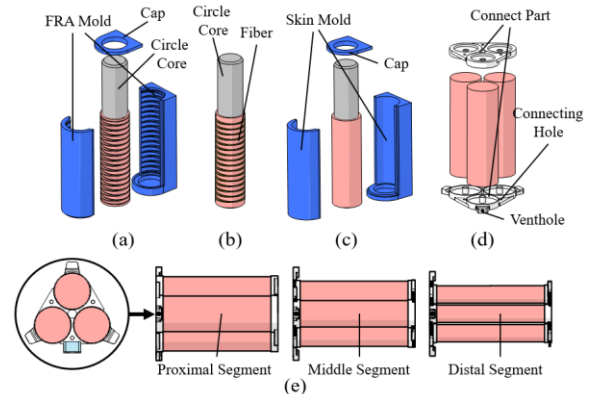 FRA Mold
Cap
Circle
Core
Circle
Core
Fiber
Skin Mold
Cap
Connect Part
Connecting
Hole
Venthole
(a)
(b)
(c)
(d)
Proximal Segment
Middle Segment
Distal Segment
(e)